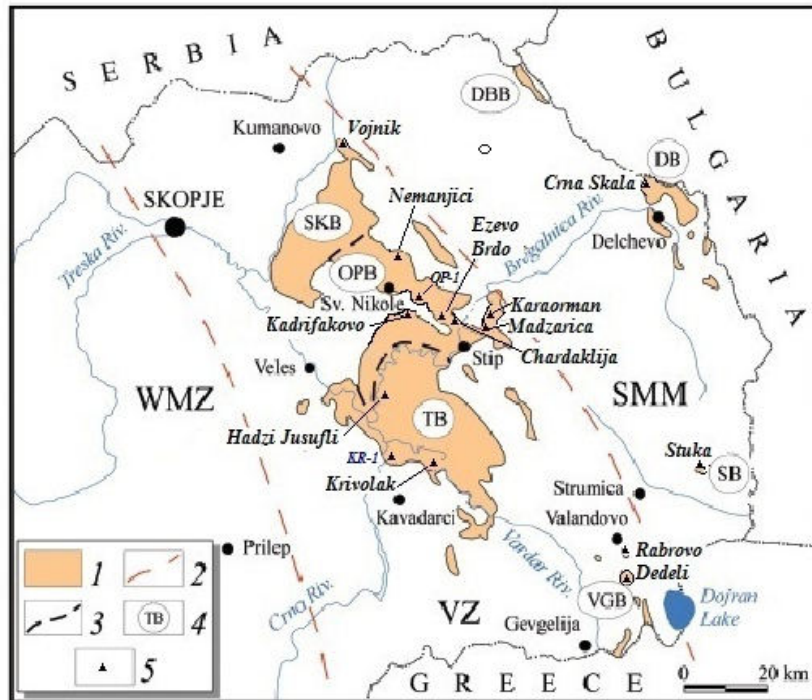 SERBIA
BULGARIA
DBB
Kumanovo
Vojnik
DB
Crna Skala
SKOPJE
Nemanjici
Bregalnica Riv.
Delchevo
Treska Riv.
SKB
Ezevo
Brdo
OPB
OP-1
Sv. Nikole
Karaorman
Kadrifakovo
Madzarica
Chardaklija
Stip
Veles
WMZ
SMM
TB
Hadzi Jusufli
Stuka
SB
KR-1
Krivolak
Strumica
Kavadarci
Valandovo
Prilep
Rabrovo
Vardar Riv.
Dedeli
Crna Riv.
VGB
Dojran
Lake
VZ
Gevgelija
GREECE
0 20 km
1 2
3 TB 4
5